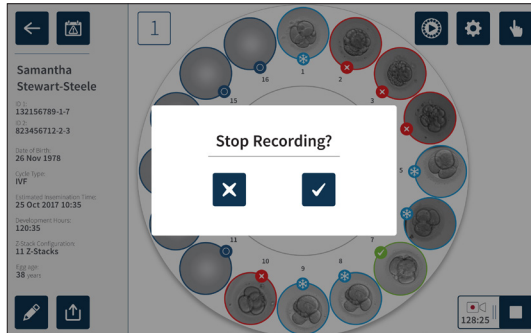 1
Samantha
Stewart-Steele
ID 1:
132156789-1-7
ID 2:
823456712-2-3
Date of Birth:
26 Nov 1978
Cycle Type:
IVF
Estimated Insemination Time:
25 Oct 2017 10:35
Development Hours:
120:35
Z-Stack Configuration:
11 Z-Stacks
Egg age:
38 years
16
1
2
15
3
Stop Recording?
5
11
7
10
9
8
128:25